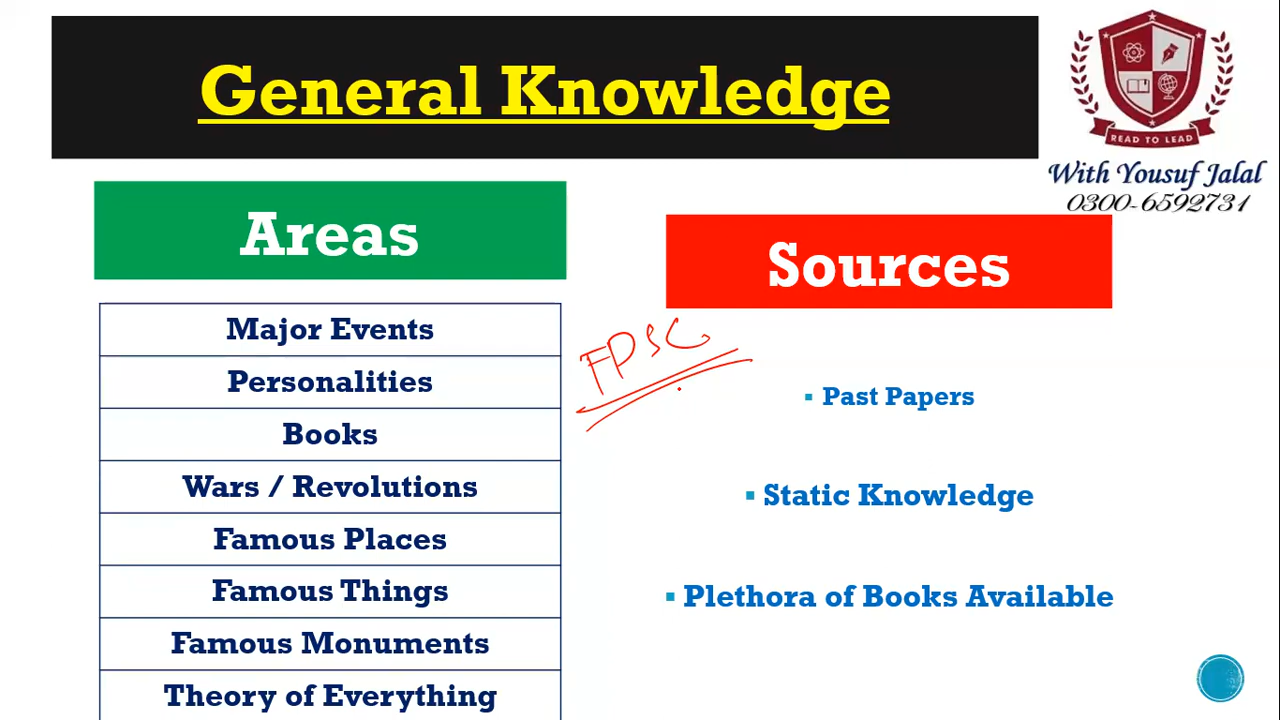 General Knowledge
READ TO LEAD
With Yousuf Jalal
0300-6592731
Areas
Major Events
Personalities
Books
Wars / Revolutions
Famous Places
Famous Things
Famous Monuments
Theory of Everything
FPSC
Sources
▪ Past Papers
▪ Static Knowledge
▪ Plethora of Books Available